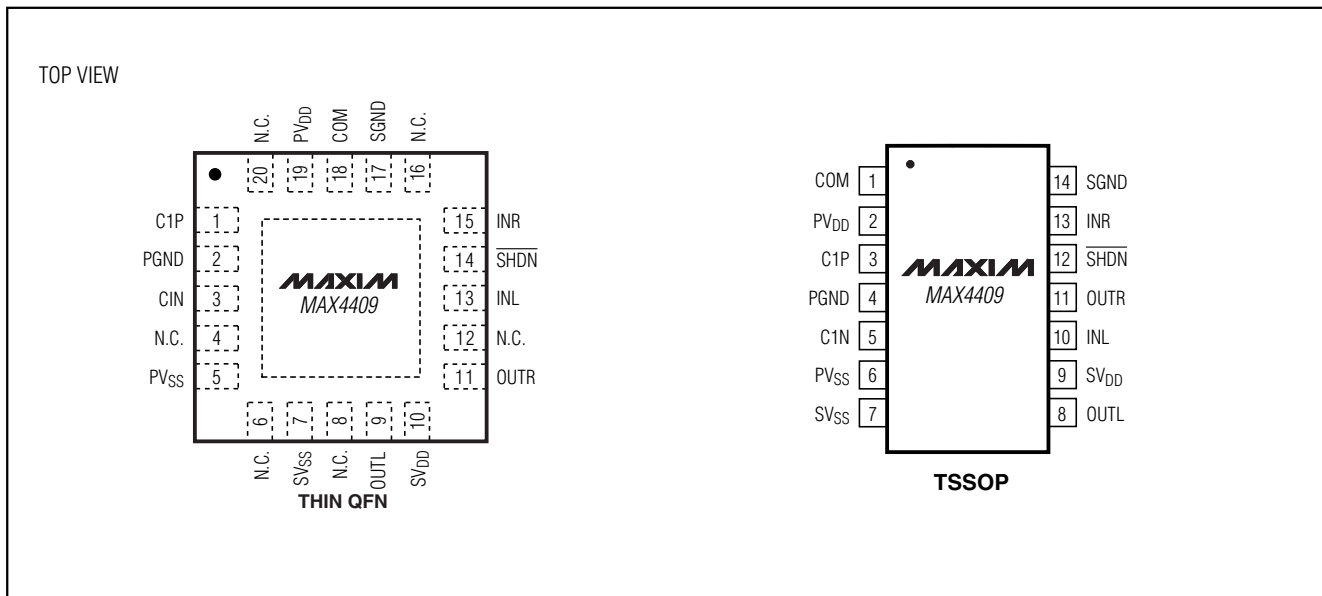 TOP VIEW
N.C.
PVDD
COM
SGND
N.C.
20
19
18
17
16
C1P 1
PGND 2
CIN 3
N.C. 4
PVSS 5
15 INR
14 SHDN
13 INL
12 N.C.
11 OUTR
MAXIM
MAX4409
6
7
8
9
10
N.C.
SVSS
N.C.
OUTL
SVDD
THIN QFN
COM 1
PVDD 2
C1P 3
PGND 4
C1N 5
PVSS 6
SVSS 7
MAXIM
MAX4409
14 SGND
13 INR
12 SHDN
11 OUTR
10 INL
9 SVDD
8 OUTL
TSSOP